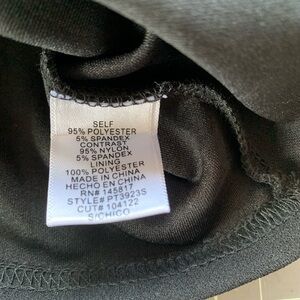 SELF
95% POLYESTER
5% SPANDEX
CONTRAST
95% NYLON
5% SPANDEX
LINING
100% POLYESTER
MADE IN CHINA
HECHO EN CHINA
RN# 145817
STYLE# PT3923S
CUT# 104122
S/CHICO